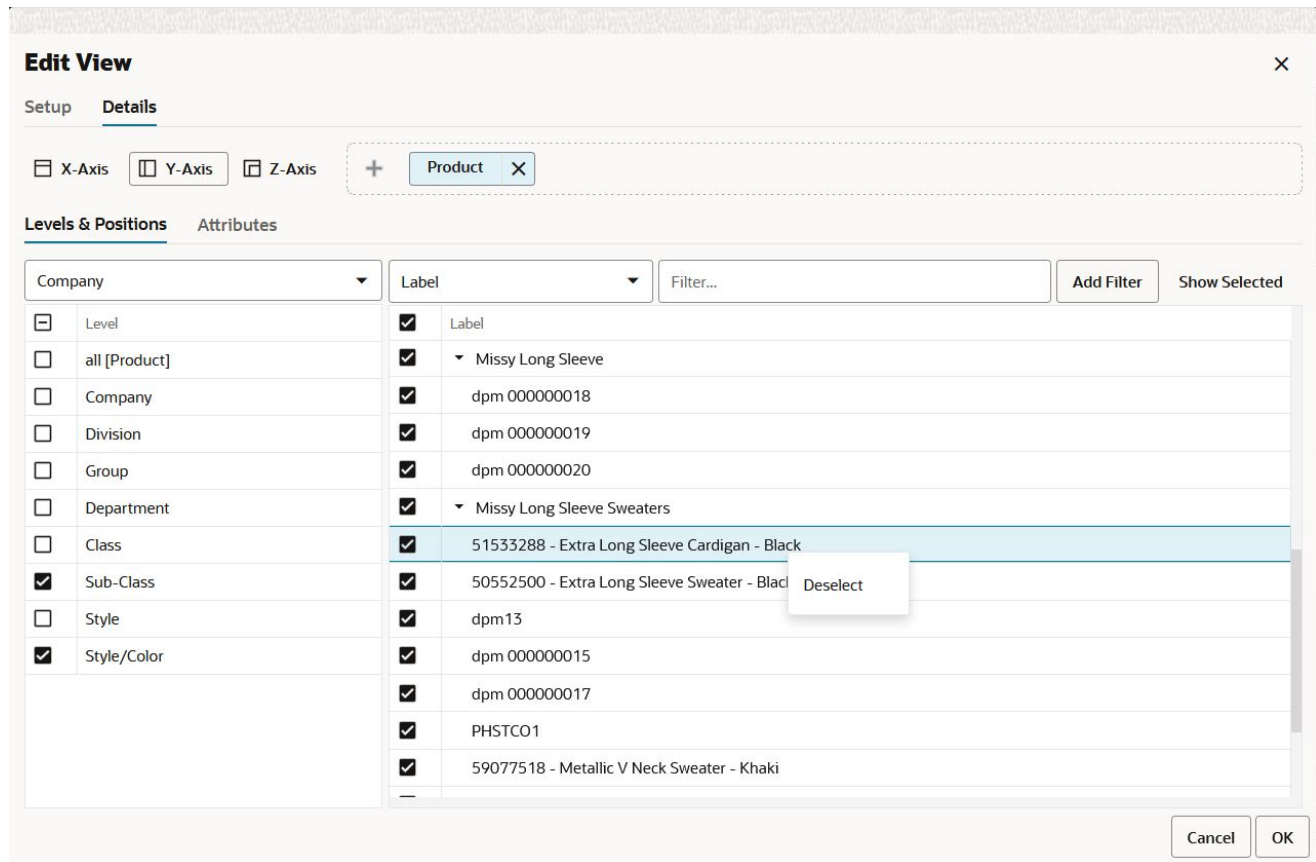 Edit View
Setup Details
X-Axis Y-Axis Z-Axis Product
Levels & Positions Attributes
Company Label Filter... Add Filter Show Selected
Level Label
all [Product] Missy Long Sleeve
Company dpm 000000018
Division dpm 000000019
Group dpm 000000020
Department Missy Long Sleeve Sweaters
Class 51533288 - Extra Long Sleeve Cardigan - Black
Sub-Class 50552500 - Extra Long Sleeve Sweater - Blac Deselect
Style dpm13
Style/Color dpm 000000015
dpm 000000017
PHSTCO1
59077518 - Metallic V Neck Sweater - Khaki
Cancel OK